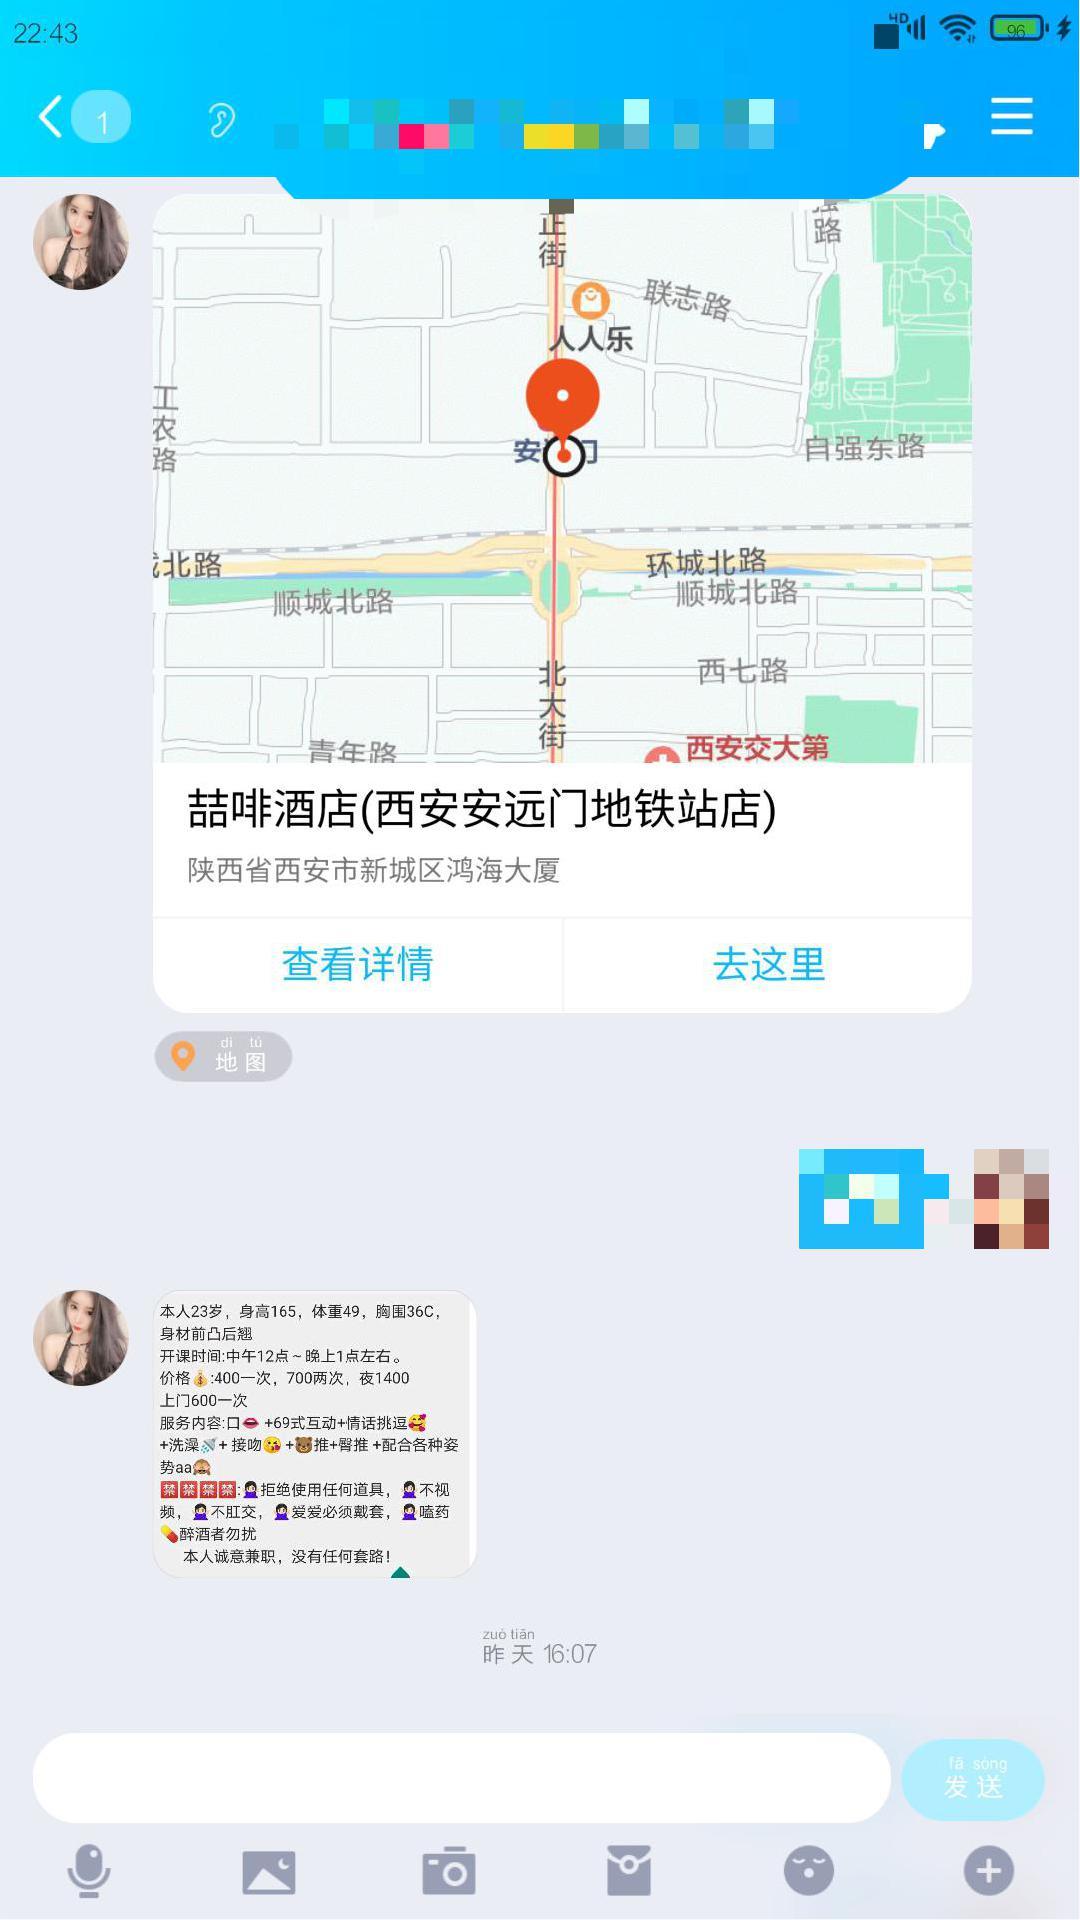 22:43
HD
96
1
正街
强路
联志路
人人乐
工农路
自强东路
北路
环城北路
顺城北路
顺城北路
西七路
北大街
青年路
西安交大第
喆啡酒店(西安安远门地铁站店)
陕西省西安市新城区鸿海大厦
查看详情
去这里
dì tú
地图
本人23岁，身高165，体重49，胸围36C，
身材前凸后翘
开课时间:中午12点～晚上1点左右。
价格💰:400一次，700两次，夜1400
上门600一次
服务内容:口👄 +69式互动+情话挑逗🥰
+洗澡🚿+ 接吻😘 +🐻推+臀推 +配合各种姿
势aa🙈
🈲🈲🈲🈲:🙅🏻‍♀️拒绝使用任何道具，🙅🏻‍♀️不视
频，🙅🏻‍♀️不肛交，🙅🏻‍♀️爱爱必须戴套，🙅🏻‍♀️嗑药
💊醉酒者勿扰
本人诚意兼职，没有任何套路！
zuó tiān
昨天 16:07
fā sòng
发送